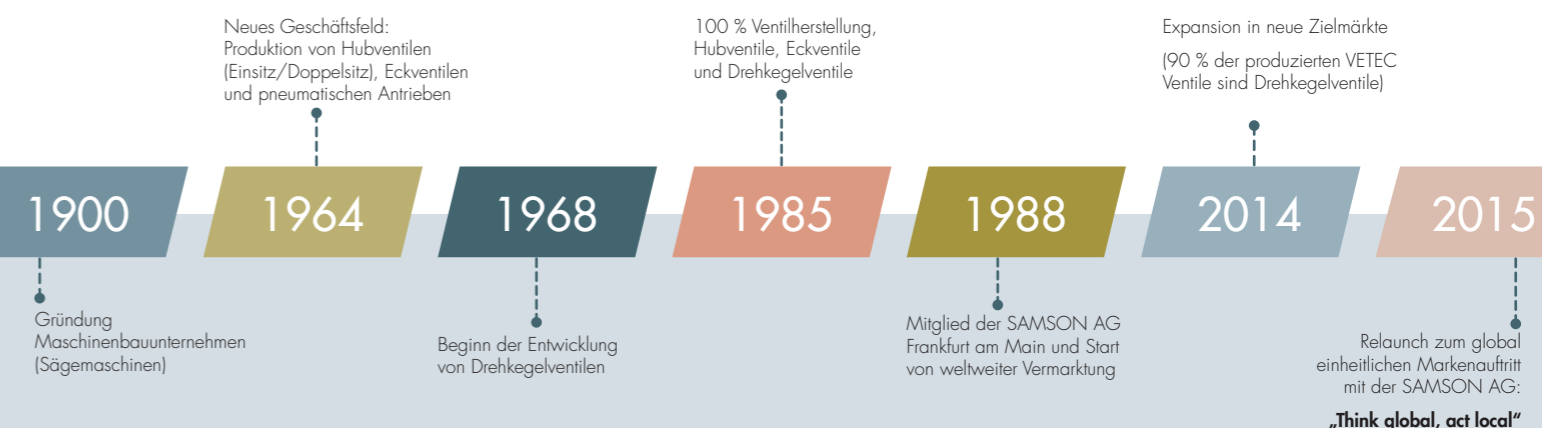 Neues Geschäftsfeld:
Produktion von Hubventilen
(Einsitz/Doppelsitz), Eckventilen
und pneumatischen Antrieben
100 % Ventilherstellung,
Hubventile, Eckventile
und Drehkegelventile
Expansion in neue Zielmärkte
(90 % der produzierten VETEC
Ventile sind Drehkegelventile)
1900
1964
1968
1985
1988
2014
2015
Gründung
Maschinenbauunternehmen
(Sägemaschinen)
Beginn der Entwicklung
von Drehkegelventilen
Mitglied der SAMSON AG
Frankfurt am Main und Start
von weltweiter Vermarktung
Relaunch zum global
einheitlichen Markenauftritt
mit der SAMSON AG:
„Think global, act local“